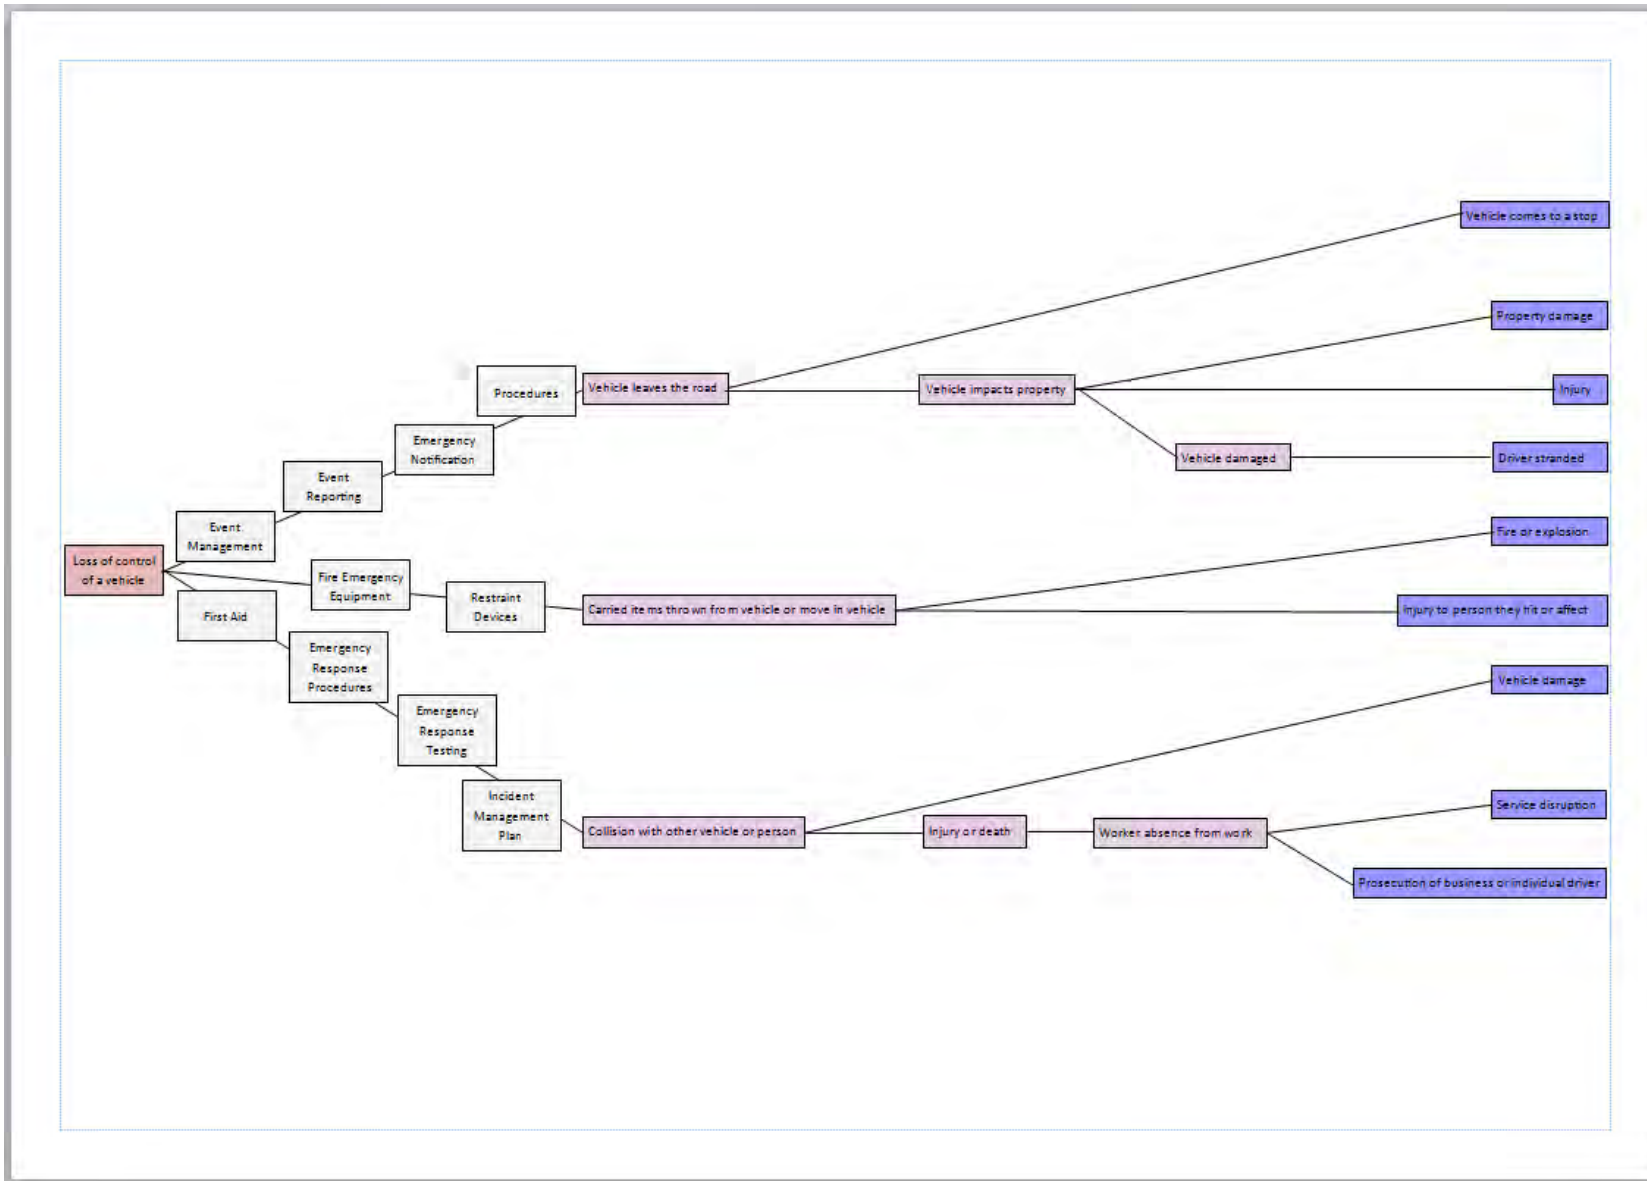 Vehicle comes to a stop
Property damage
Procedures
Vehicle leaves the road
Vehicle impacts property
Injury
Emergency
Notification
Vehicle damaged
Driver stranded
Event
Reporting
Event
Management
Fire or explosion
Loss of control
of a vehicle
Fire Emergency
Equipment
Restraint
Devices
Carried items thrown from vehicle or move in vehicle
Injury to person they hit or affect
First Aid
Emergency
Response
Procedures
Vehicle damage
Emergency
Response
Testing
Incident
Management
Plan
Collision with other vehicle or person
Injury or death
Worker absence from work
Service disruption
Prosecution of business or individual driver